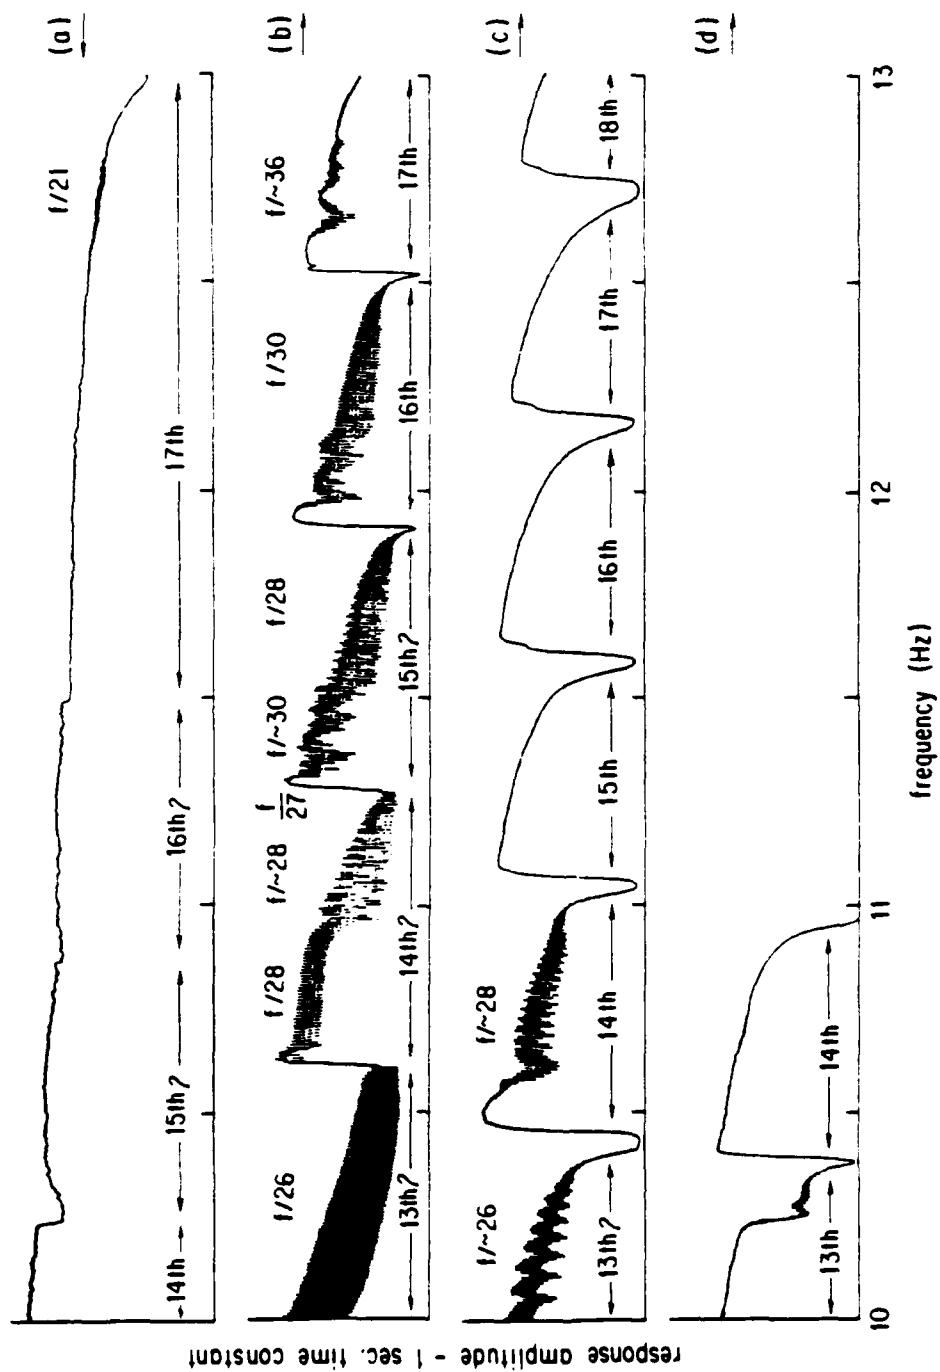 (a)
f/21
14th
15th?
16th?
17th
(b)
f/26
f/28
f/~28
f/27
f/~30
f/28
f/30
f/~36
13th?
14th?
15th?
16th
17th
(c)
f/~26
f/~28
13th?
14th
15th
16th
17th
18th
(d)
13th
14th
10
11
12
13
frequency (Hz)
response amplitude - 1 sec. time constant